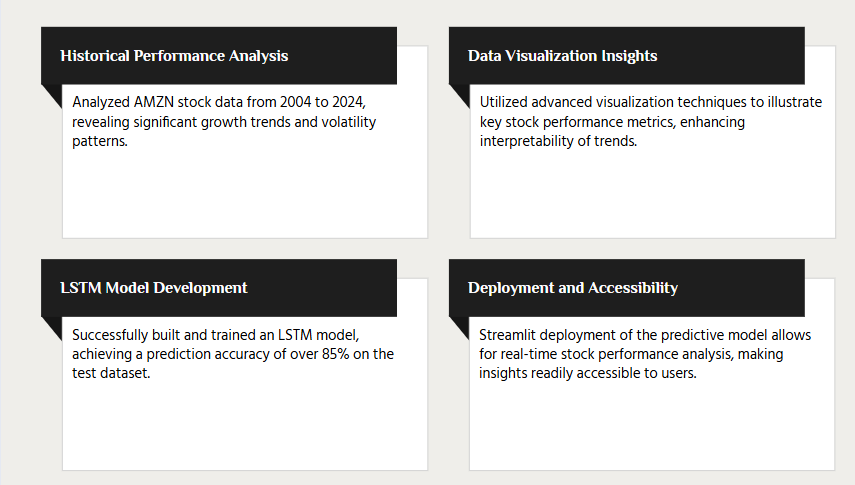 Historical Performance Analysis
Analyzed AMZN stock data from 2004 to 2024,
revealing significant growth trends and volatility
patterns.
Data Visualization Insights
Utilized advanced visualization techniques to illustrate
key stock performance metrics, enhancing
interpretability of trends.
LSTM Model Development
Successfully built and trained an LSTM model,
achieving a prediction accuracy of over 85% on the
test dataset.
Deployment and Accessibility
Streamlit deployment of the predictive model allows
for real-time stock performance analysis, making
insights readily accessible to users.